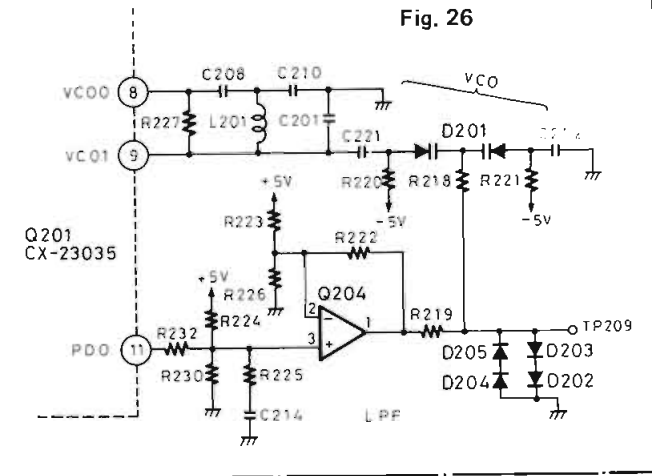 Fig. 26
VCO
C208
C210
VCOO
8
R227
L201
C201
D201
C221
VCOI
9
R220
R218
R221
+5V
-5V
-5V
R223
Q201
CX-23035
R222
+5V
R226
Q204
R224
2
-
1
R219
TP209
R232
3
+
PDO
11
R230
R225
D205
D203
D204
D202
C214
LPF